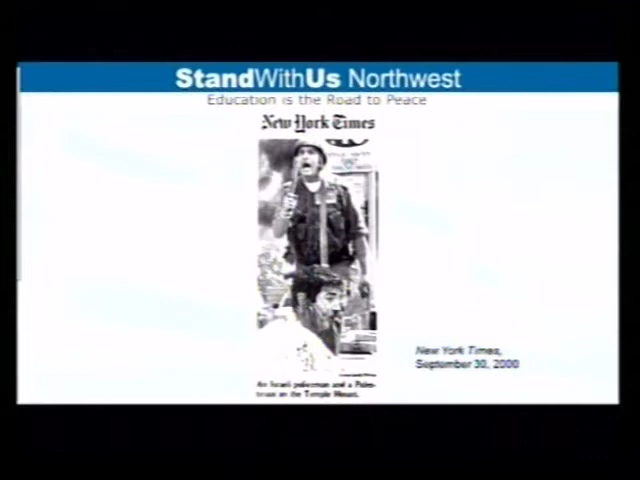 StandWithUs Northwest
Education is the Road to Peace
New York Times
An Israeli policeman and a Pales-
tinian on the Temple Mount.
New York Times,
September 30, 2000